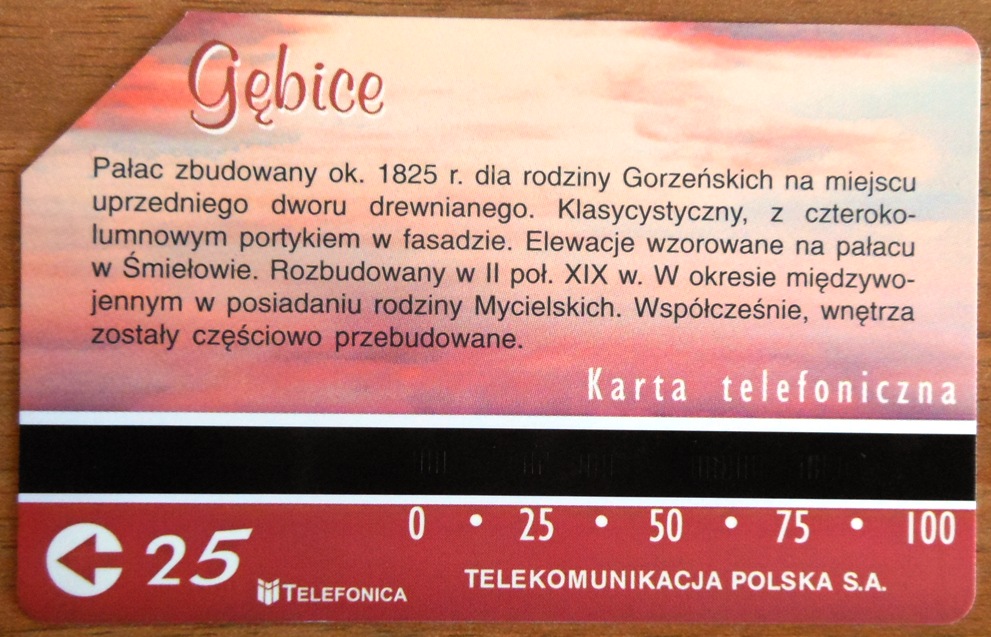 Gębice
Pałac zbudowany ok. 1825 r. dla rodziny Gorzeńskich na miejscu
uprzedniego dworu drewnianego. Klasycystyczny, z czteroko-
lumnowym portykiem w fasadzie. Elewacje wzorowane na pałacu
w Śmiełowie. Rozbudowany w II poł. XIX w. W okresie międzywo-
jennym w posiadaniu rodziny Mycielskich. Współcześnie, wnętrza
zostały częściowo przebudowane.
Karta telefoniczna
0 • 25 • 50 • 75 • 100
25
TELEFONICA
TELEKOMUNIKACJA POLSKA S.A.